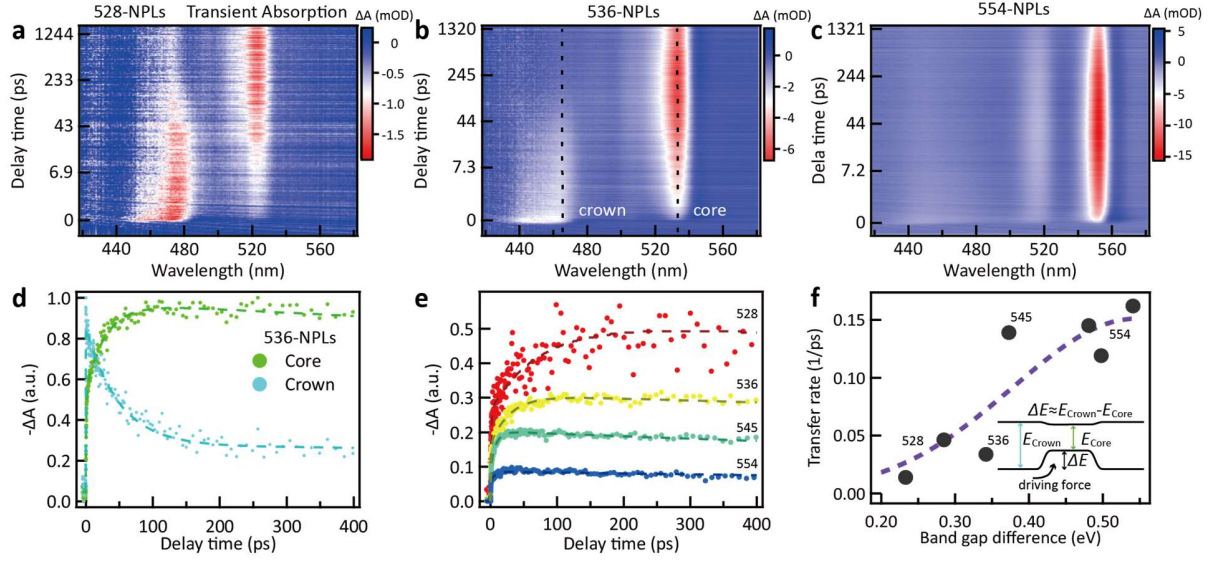 528-NPLs Transient Absorption ΔA (mOD)
a
1244
233
43
6.9
0
Delay time (ps)
440 480 520 560
Wavelength (nm)
0
-0.5
-1.0
-1.5
536-NPLs ΔA (mOD)
b
1320
245
44
7.3
0
Delay time (ps)
crown core
440 480 520 560
Wavelength (nm)
0
-2
-4
-6
554-NPLs ΔA (mOD)
c
1321
244
44
7.2
0
Dela time (ps)
440 480 520 560
Wavelength (nm)
5
0
-5
-10
-15
d
1.0
0.8
0.6
0.4
0.2
0.0
-ΔA (a.u.)
536-NPLs
Core
Crown
0 100 200 300 400
Delay time (ps)
e
0.5
0.4
0.3
0.2
0.1
0.0
-ΔA (a.u.)
528
536
545
554
0 100 200 300 400
Delay time (ps)
f
0.15
0.10
0.05
0.00
Transfer rate (1/ps)
545
554
528
536
ΔE≈ECrown-ECore
ECrown
ECore
ΔE
driving force
0.20 0.30 0.40 0.50
Band gap difference (eV)